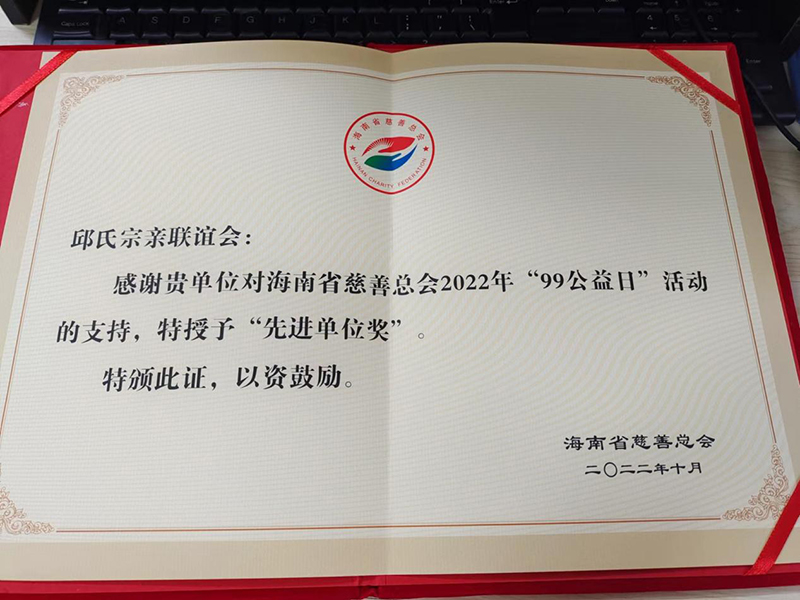 海南省慈善总会
HAINAN CHARITY FEDERATION
邱氏宗亲联谊会：
感谢贵单位对海南省慈善总会2022年“99公益日”活动
的支持，特授予“先进单位奖”。
特颁此证，以资鼓励。
海南省慈善总会
二〇二二年十月